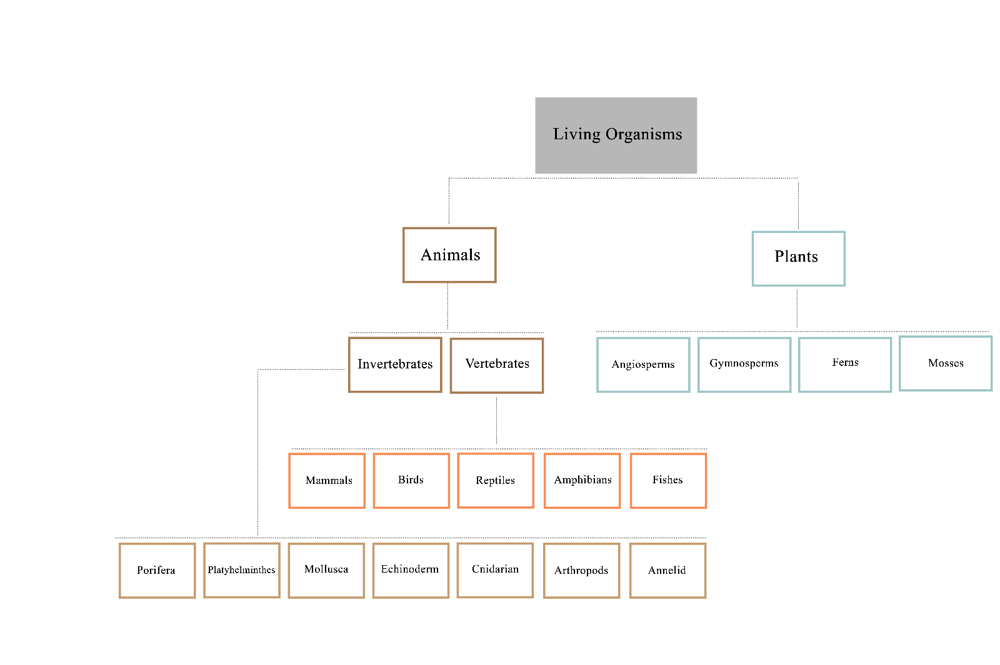 Living Organisms
Animals
Plants
Invertebrates
Vertebrates
Angiosperms
Gymnosperms
Ferns
Mosses
Mammals
Birds
Reptiles
Amphibians
Fishes
Porifera
Platyhelminthes
Mollusca
Echinoderm
Cnidarian
Arthropods
Annelid